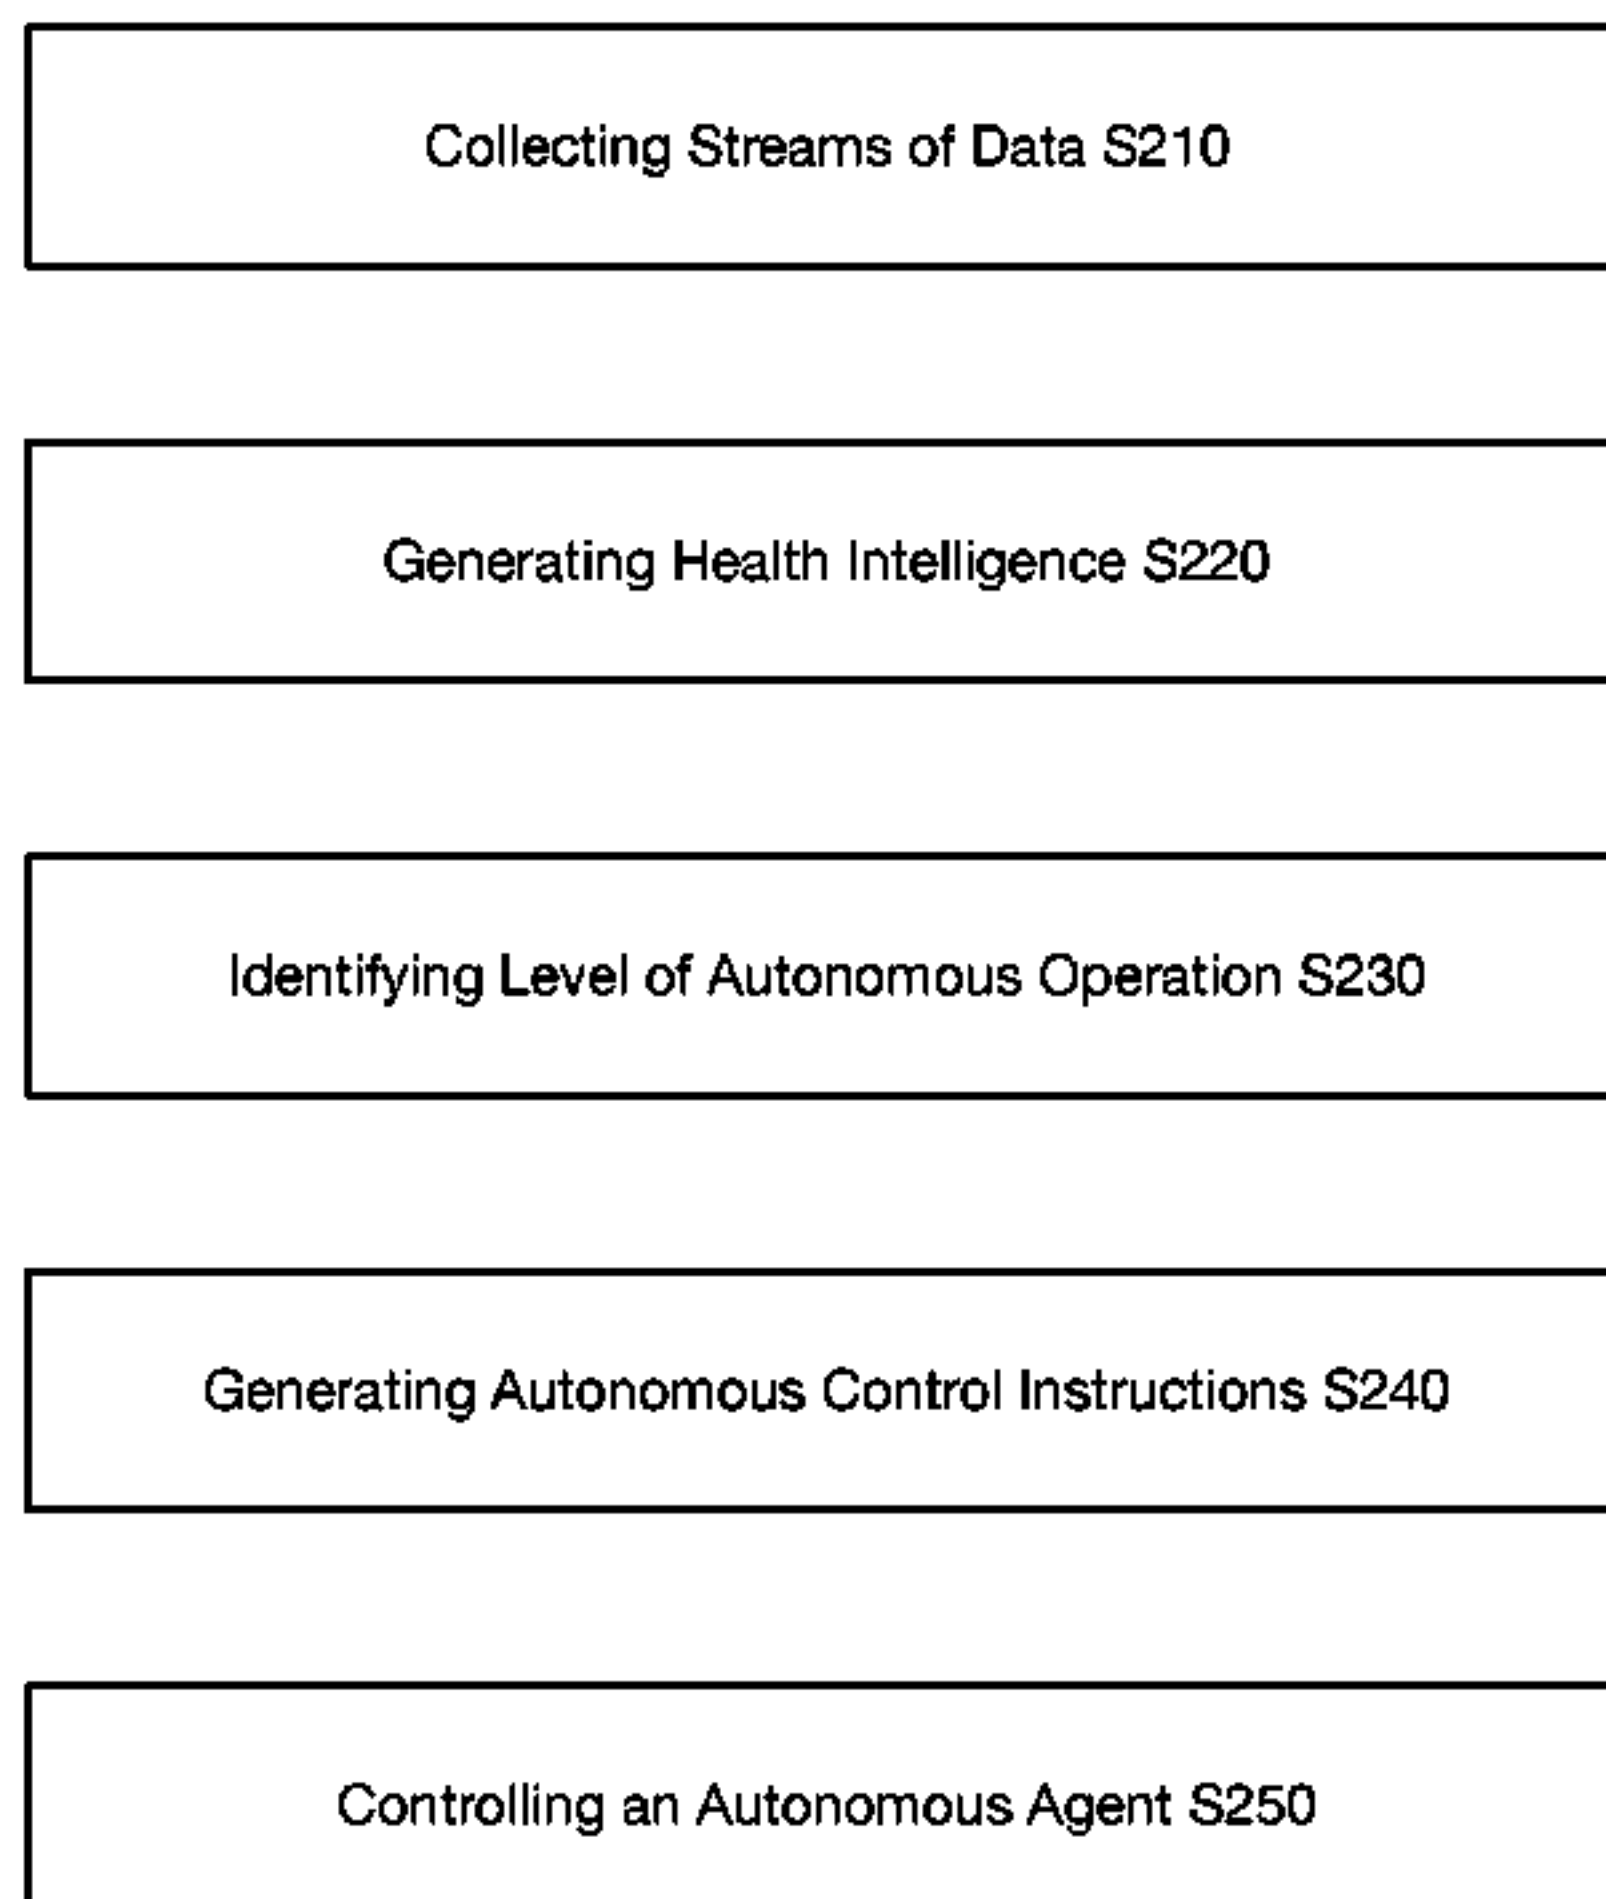 Collecting Streams of Data S210
Generating Health Intelligence S220
Identifying Level of Autonomous Operation S230
Generating Autonomous Control Instructions S240
Controlling an Autonomous Agent S250